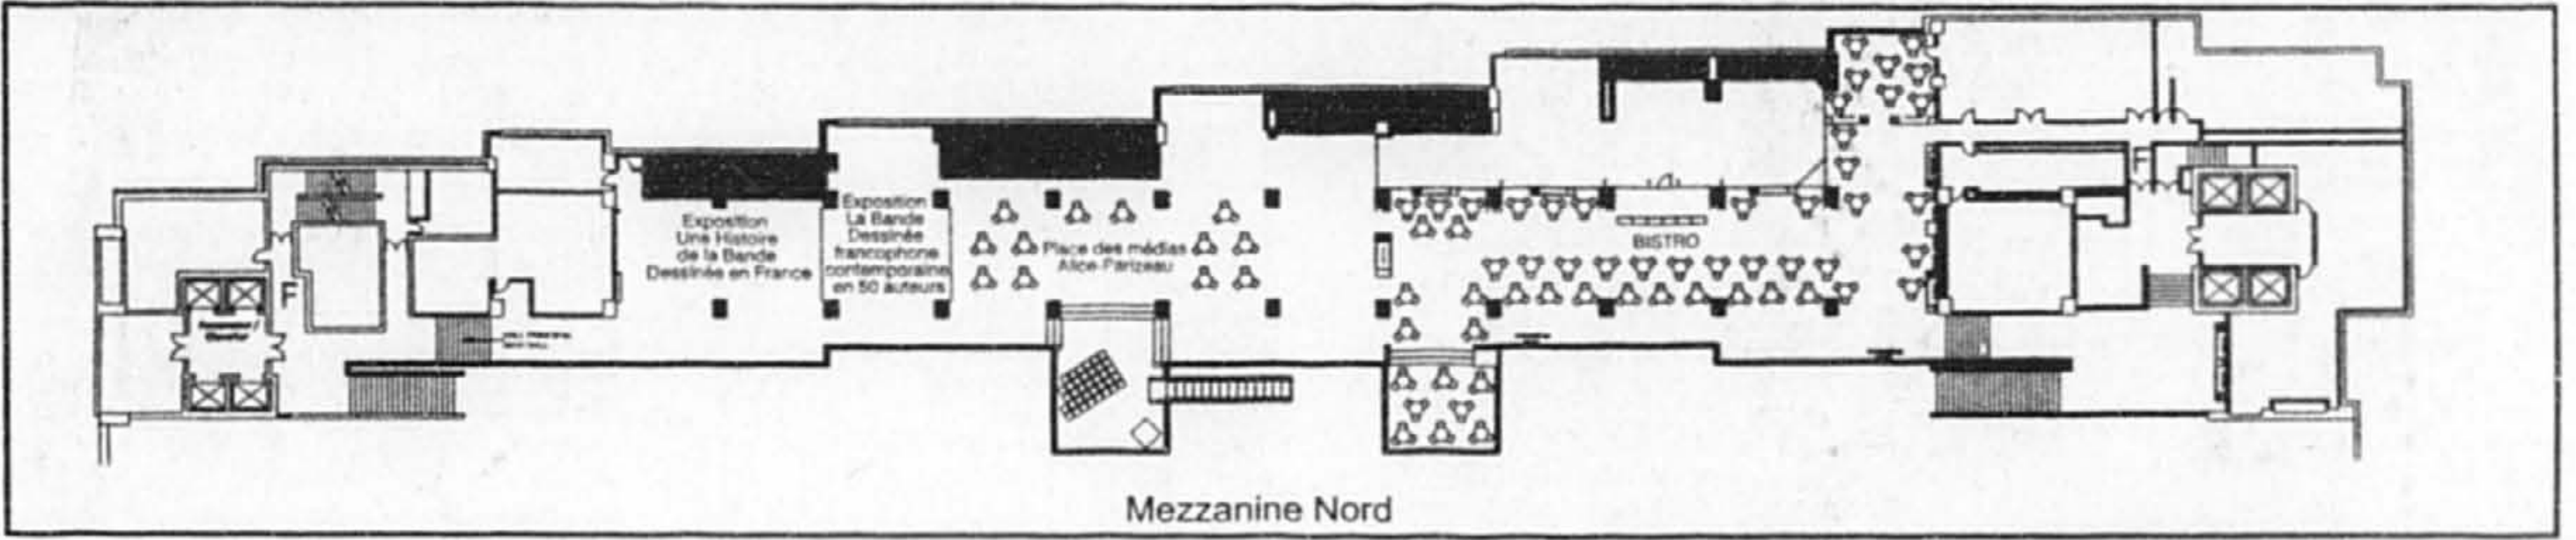 Exposition
Une Histoire
de la Bande
Dessinée en France
Exposition
La Bande
Dessinée
francophone
contemporaine
en 50 auteurs
Place des médias
Alice-Parizeau
BISTRO
F
F
Elevator
Mezzanine Nord